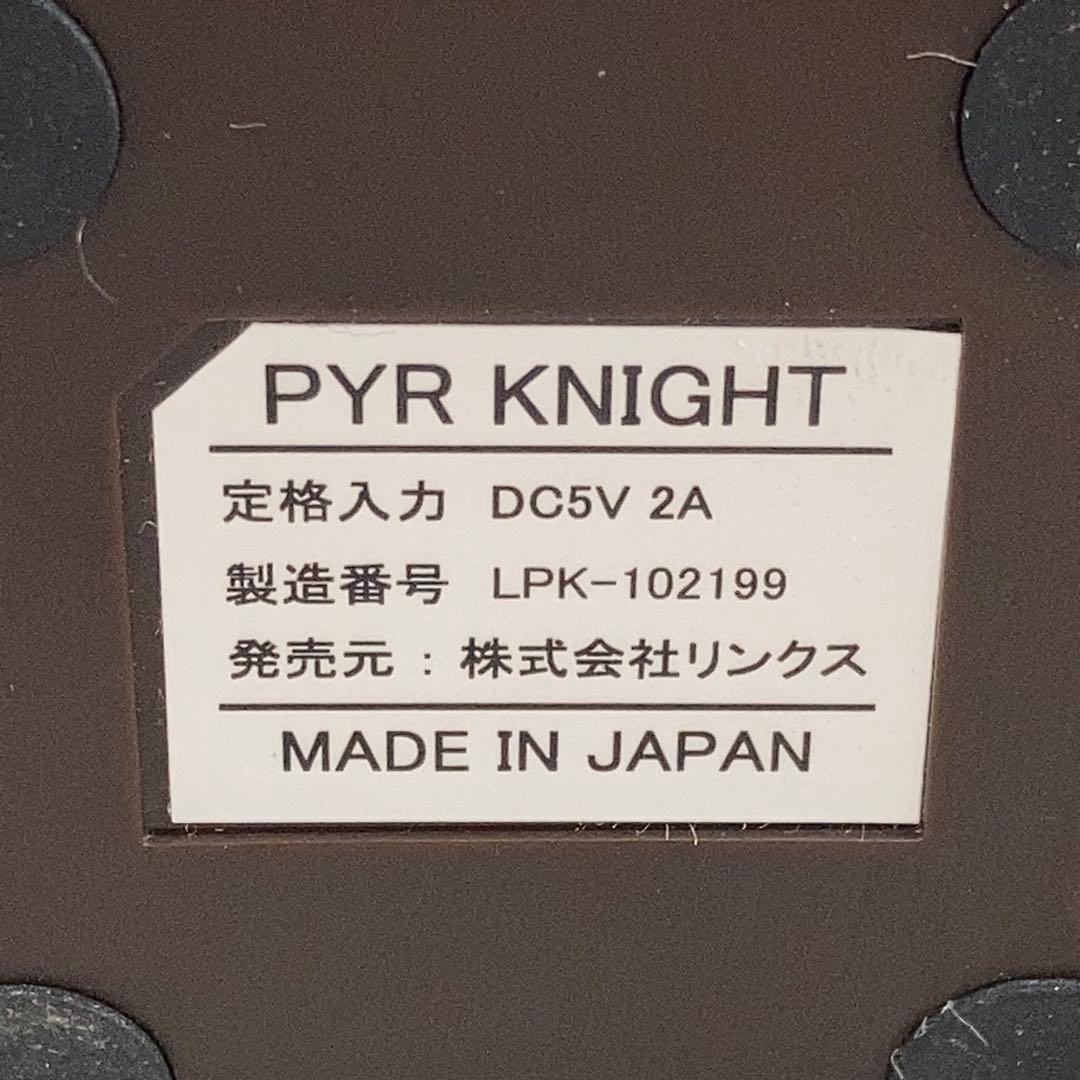 PYR KNIGHT
定格入力 DC5V 2A
製造番号 LPK-102199
発売元：株式会社リンクス
MADE IN JAPAN